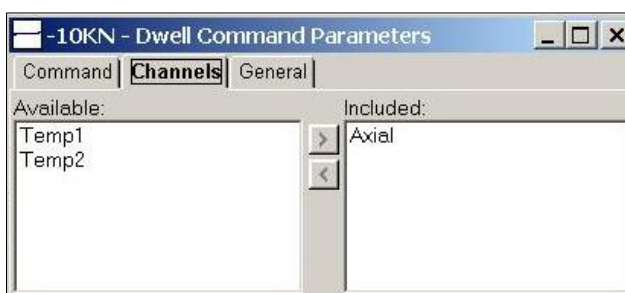 -10KN - Dwell Command Parameters
Command Channels General
Available: Included:
Temp1 > Axial
Temp2 <